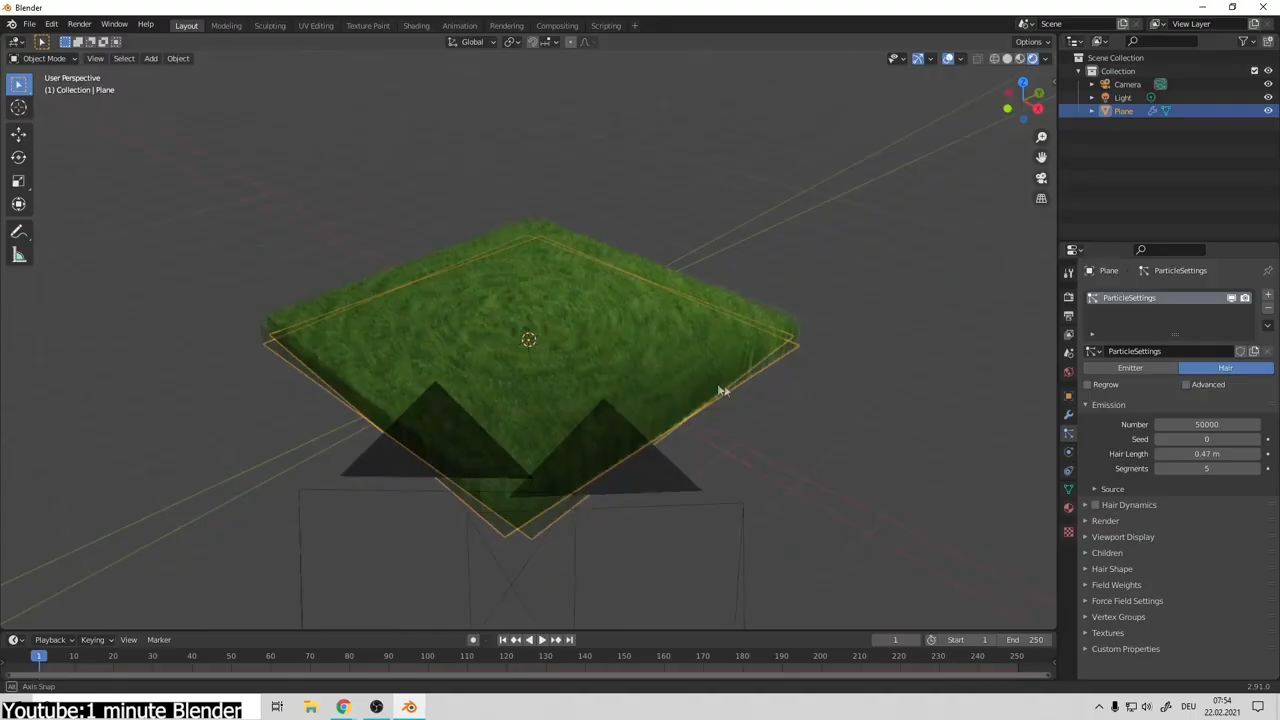 Blender
File Edit Render Window Help
Layout Modeling Sculpting UV Editing Texture Paint Shading Animation Rendering Compositing Scripting +
Scene
View Layer
Global
Options
Object Mode View Select Add Object
User Perspective
(1) Collection | Plane
Z
Y
X
Scene Collection
Collection
Camera
Light
Plane
Plane ParticleSettings
ParticleSettings
ParticleSettings
Emitter Hair
Regrow Advanced
Emission
Number 50000
Seed 0
Hair Length 0.47 m
Segments 5
Source
Hair Dynamics
Render
Viewport Display
Children
Hair Shape
Field Weights
Force Field Settings
Vertex Groups
Textures
Custom Properties
Playback Keying View Marker
1 Start 1 End 250
1 10 20 30 40 50 60 70 80 90 100 110 120 130 140 150 160 170 180 190 200 210 220 230 240 250
Alt Axis Snap
2.91.0
Youtube:1 minute Blender
DEU
07:54
22.02.2021